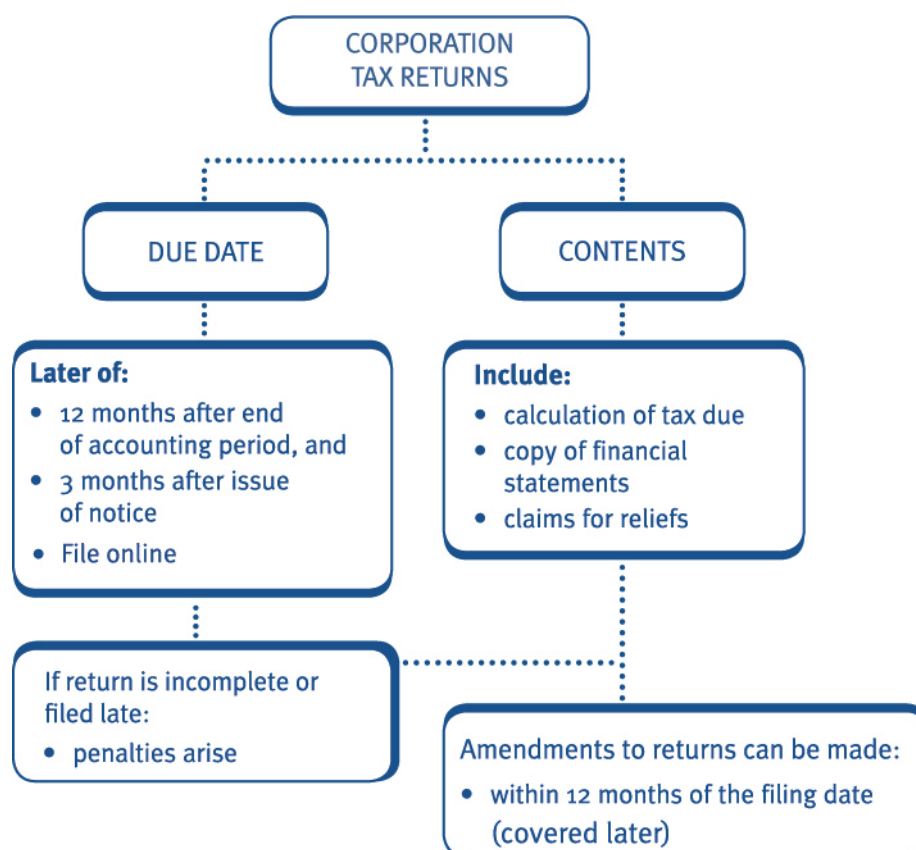 CORPORATION
TAX RETURNS
DUE DATE
CONTENTS
Later of:
• 12 months after end
of accounting period, and
• 3 months after issue
of notice
• File online
Include:
• calculation of tax due
• copy of financial
statements
• claims for reliefs
If return is incomplete or
filed late:
• penalties arise
Amendments to returns can be made:
• within 12 months of the filing date
(covered later)